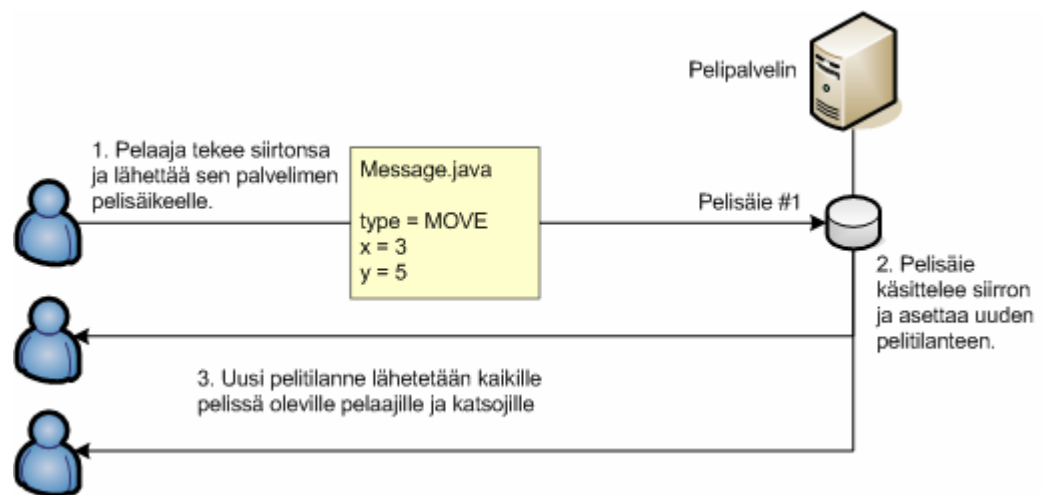 Pelipalvelin
1. Pelaaja tekee siirtonsa
ja lähettää sen palvelimen
pelisäikeelle.
Message.java
type = MOVE
x = 3
y = 5
Pelisäie #1
2. Pelisäie
käsittelee siirron
ja asettaa uuden
pelitilanteen.
3. Uusi pelitilanne lähetetään kaikille
pelissä oleville pelaajille ja katsojille